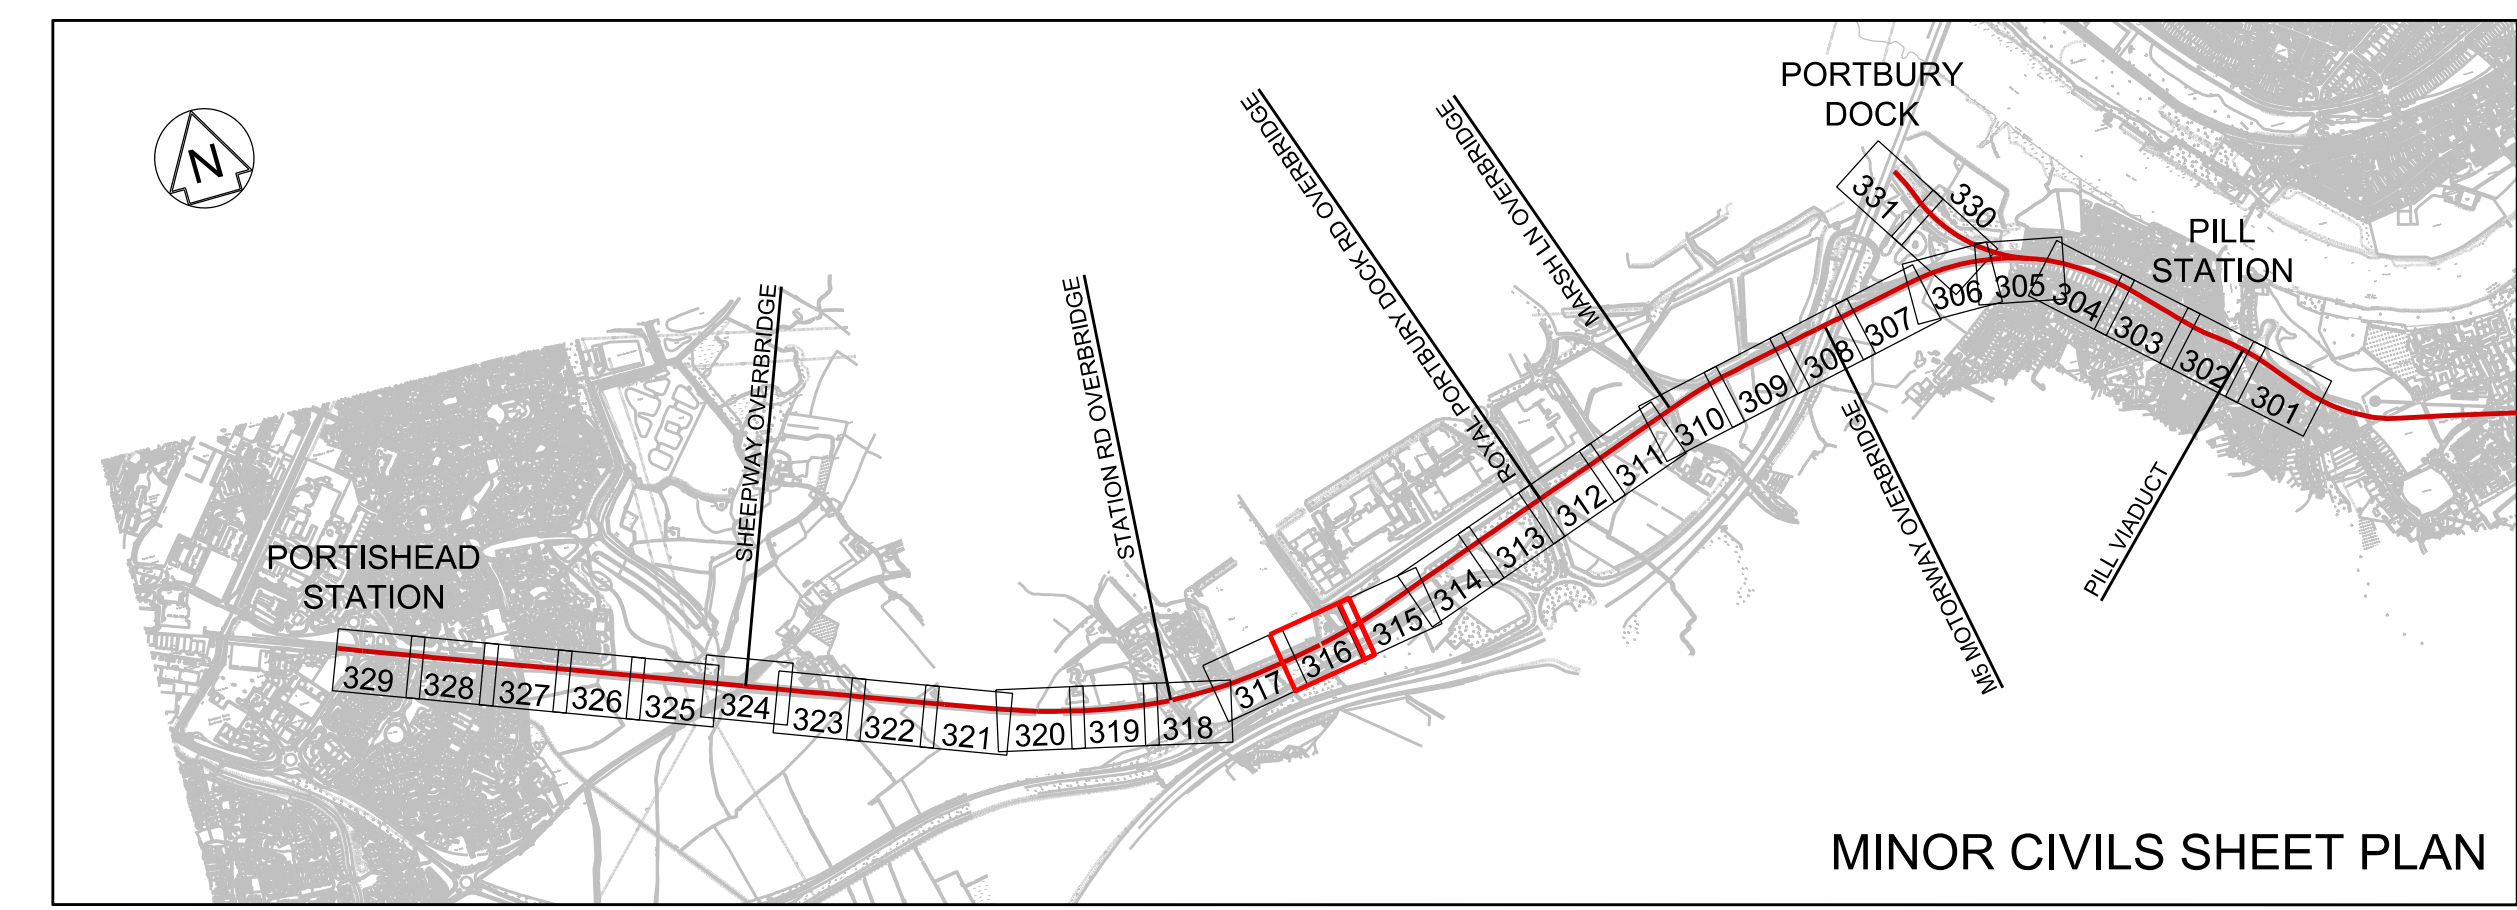 PORTBURY
DOCK
N
ROYAL PORTBURY DOCK RD OVERBRIDGE
MARSH LN OVERBRIDGE
331
330
PILL
STATION
SHEEPWAY OVERBRIDGE
STATION RD OVERBRIDGE
306
305
304
303
302
301
307
308
309
310
311
312
313
314
315
316
317
M5 MOTORWAY OVERBRIDGE
PILL VIADUCT
PORTISHEAD
STATION
329
328
327
326
325
324
323
322
321
320
319
318
MINOR CIVILS SHEET PLAN